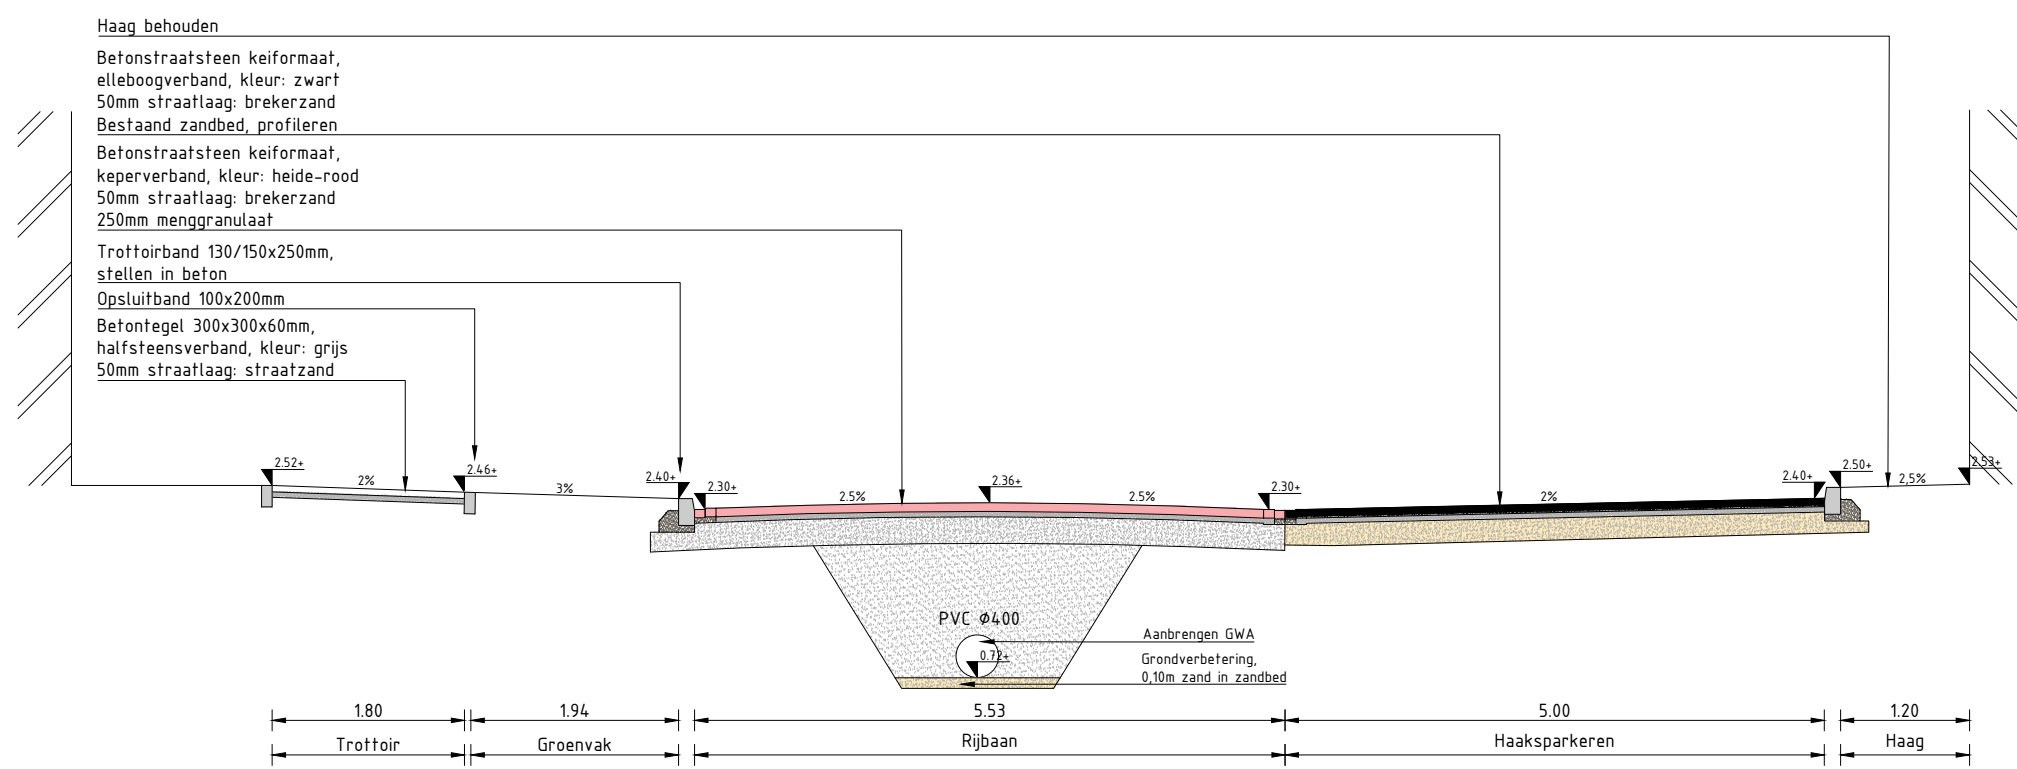 Haag behouden
Betonstraatsteen keiformaat,
elleboogverband, kleur: zwart
50mm straatlaag: brekerzand
Bestaand zandbed, profileren
Betonstraatsteen keiformaat,
keperverband, kleur: heide-rood
50mm straatlaag: brekerzand
250mm menggranulaat
Trottoirband 130/150x250mm,
stellen in beton
Opsluitband 100x200mm
Betontegel 300x300x60mm,
halfsteensverband, kleur: grijs
50mm straatlaag: straatzand
2.52+
2%
2.46+
3%
2.40+
2.30+
2.5%
2.36+
2.5%
2.30+
2%
2.40+
2.50+
2,5%
2.53+
PVC Ø400
Aanbrengen GWA
0.72+
Grondverbetering,
0,10m zand in zandbed
1.80
1.94
5.53
5.00
1.20
Trottoir
Groenvak
Rijbaan
Haaksparkeren
Haag